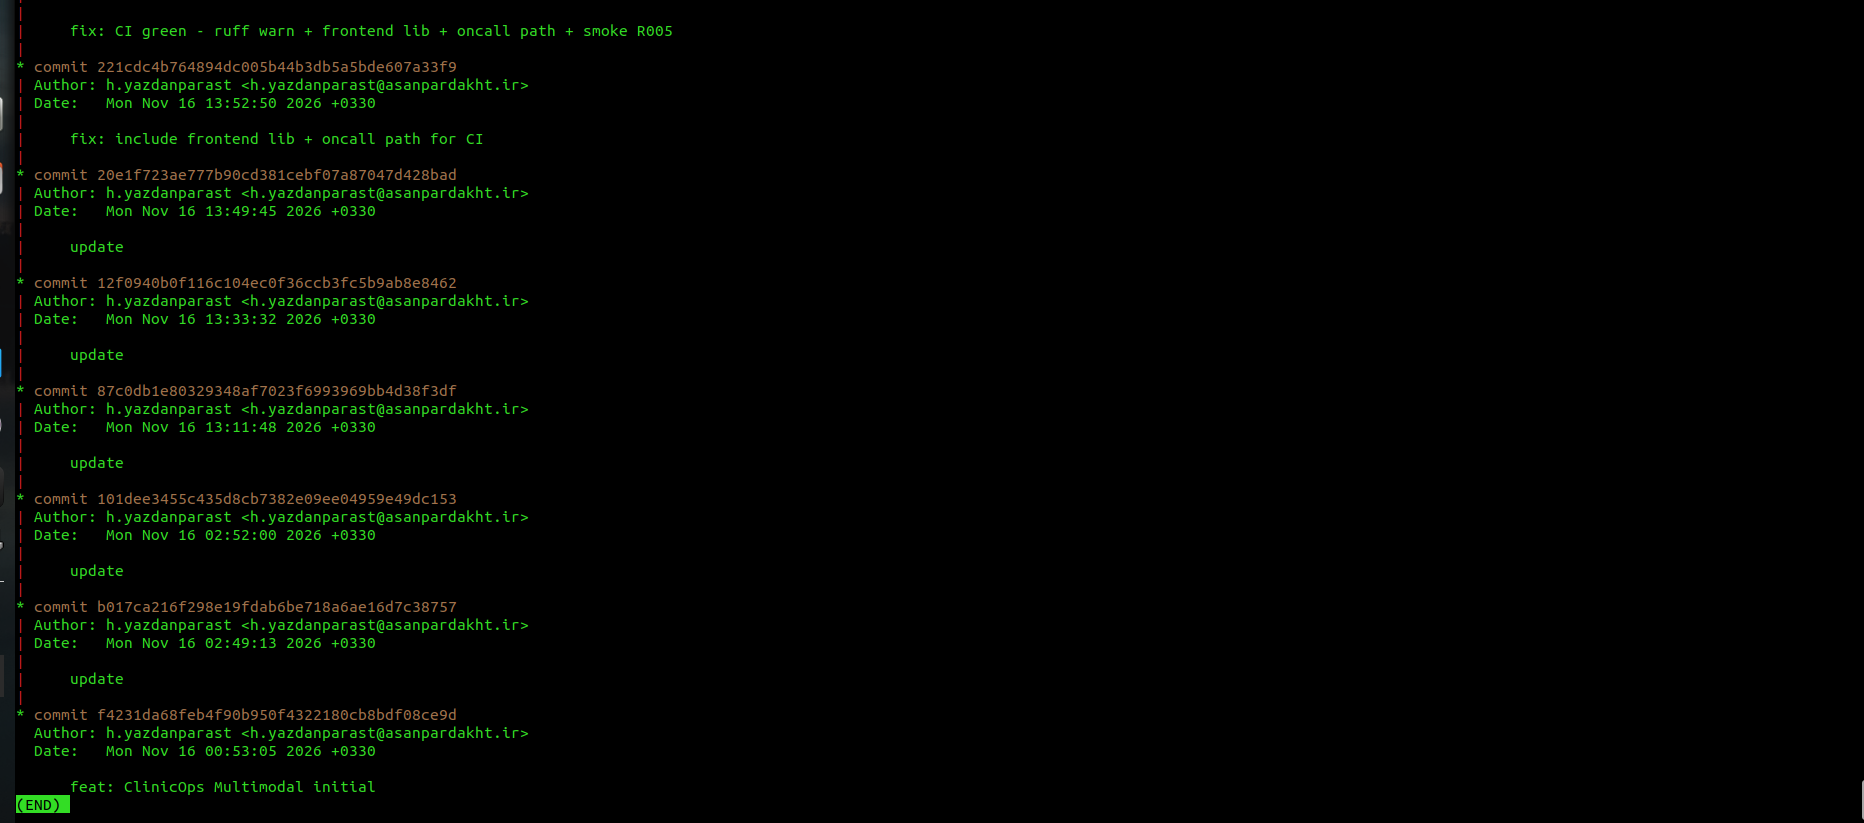 fix: CI green - ruff warn + frontend lib + oncall path + smoke R005
* commit 221cdc4b764894dc005b44b3db5a5bde607a33f9
| Author: h.yazdanparast <h.yazdanparast@asanpardakht.ir>
| Date:   Mon Nov 16 13:52:50 2026 +0330
fix: include frontend lib + oncall path for CI
* commit 20e1f723ae777b90cd381cebf07a87047d428bad
| Author: h.yazdanparast <h.yazdanparast@asanpardakht.ir>
| Date:   Mon Nov 16 13:49:45 2026 +0330
update
* commit 12f0940b0f116c104ec0f36ccb3fc5b9ab8e8462
| Author: h.yazdanparast <h.yazdanparast@asanpardakht.ir>
| Date:   Mon Nov 16 13:33:32 2026 +0330
update
* commit 87c0db1e80329348af7023f6993969bb4d38f3df
| Author: h.yazdanparast <h.yazdanparast@asanpardakht.ir>
| Date:   Mon Nov 16 13:11:48 2026 +0330
update
* commit 101dee3455c435d8cb7382e09ee04959e49dc153
| Author: h.yazdanparast <h.yazdanparast@asanpardakht.ir>
| Date:   Mon Nov 16 02:52:00 2026 +0330
update
* commit b017ca216f298e19fdab6be718a6ae16d7c38757
| Author: h.yazdanparast <h.yazdanparast@asanpardakht.ir>
| Date:   Mon Nov 16 02:49:13 2026 +0330
update
* commit f4231da68feb4f90b950f4322180cb8bdf08ce9d
Author: h.yazdanparast <h.yazdanparast@asanpardakht.ir>
Date:   Mon Nov 16 00:53:05 2026 +0330
feat: ClinicOps Multimodal initial
(END)